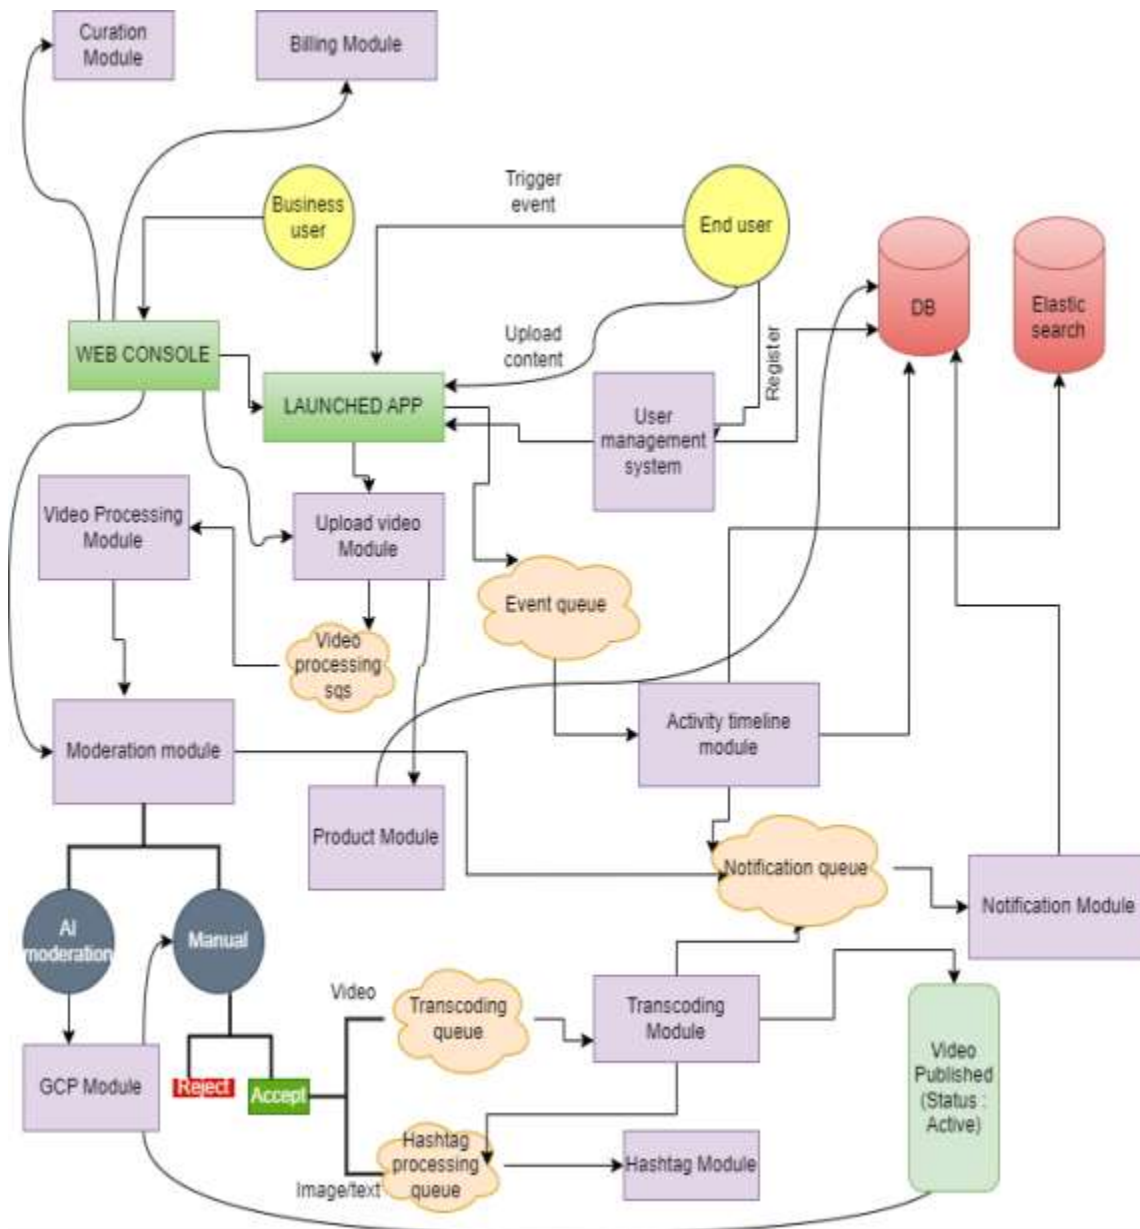 Curation
Module
Billing Module
Business
user
Trigger
event
End user
DB
Elastic
search
WEB CONSOLE
Upload
content
Register
LAUNCHED APP
User
management
system
Video Processing
Module
Upload video
Module
Event queue
Video
processing
sqs
Moderation module
Activity timeline
module
Product Module
Notification queue
Notification Module
AI
moderation
Manual
Video
Transcoding
queue
Transcoding
Module
Video
Published
(Status :
Active)
GCP Module
Reject
Accept
Hashtag
processing
queue
Hashtag Module
Image/text